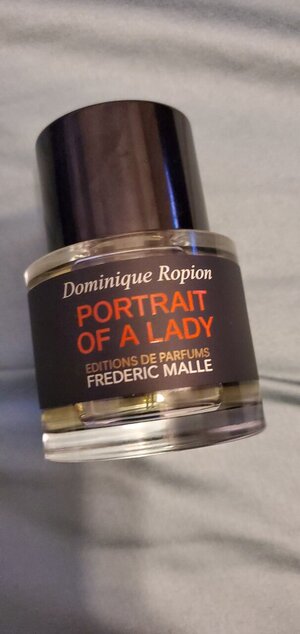 Dominique Ropion
PORTRAIT
OF A LADY
EDITIONS DE PARFUMS
FREDERIC MALLE